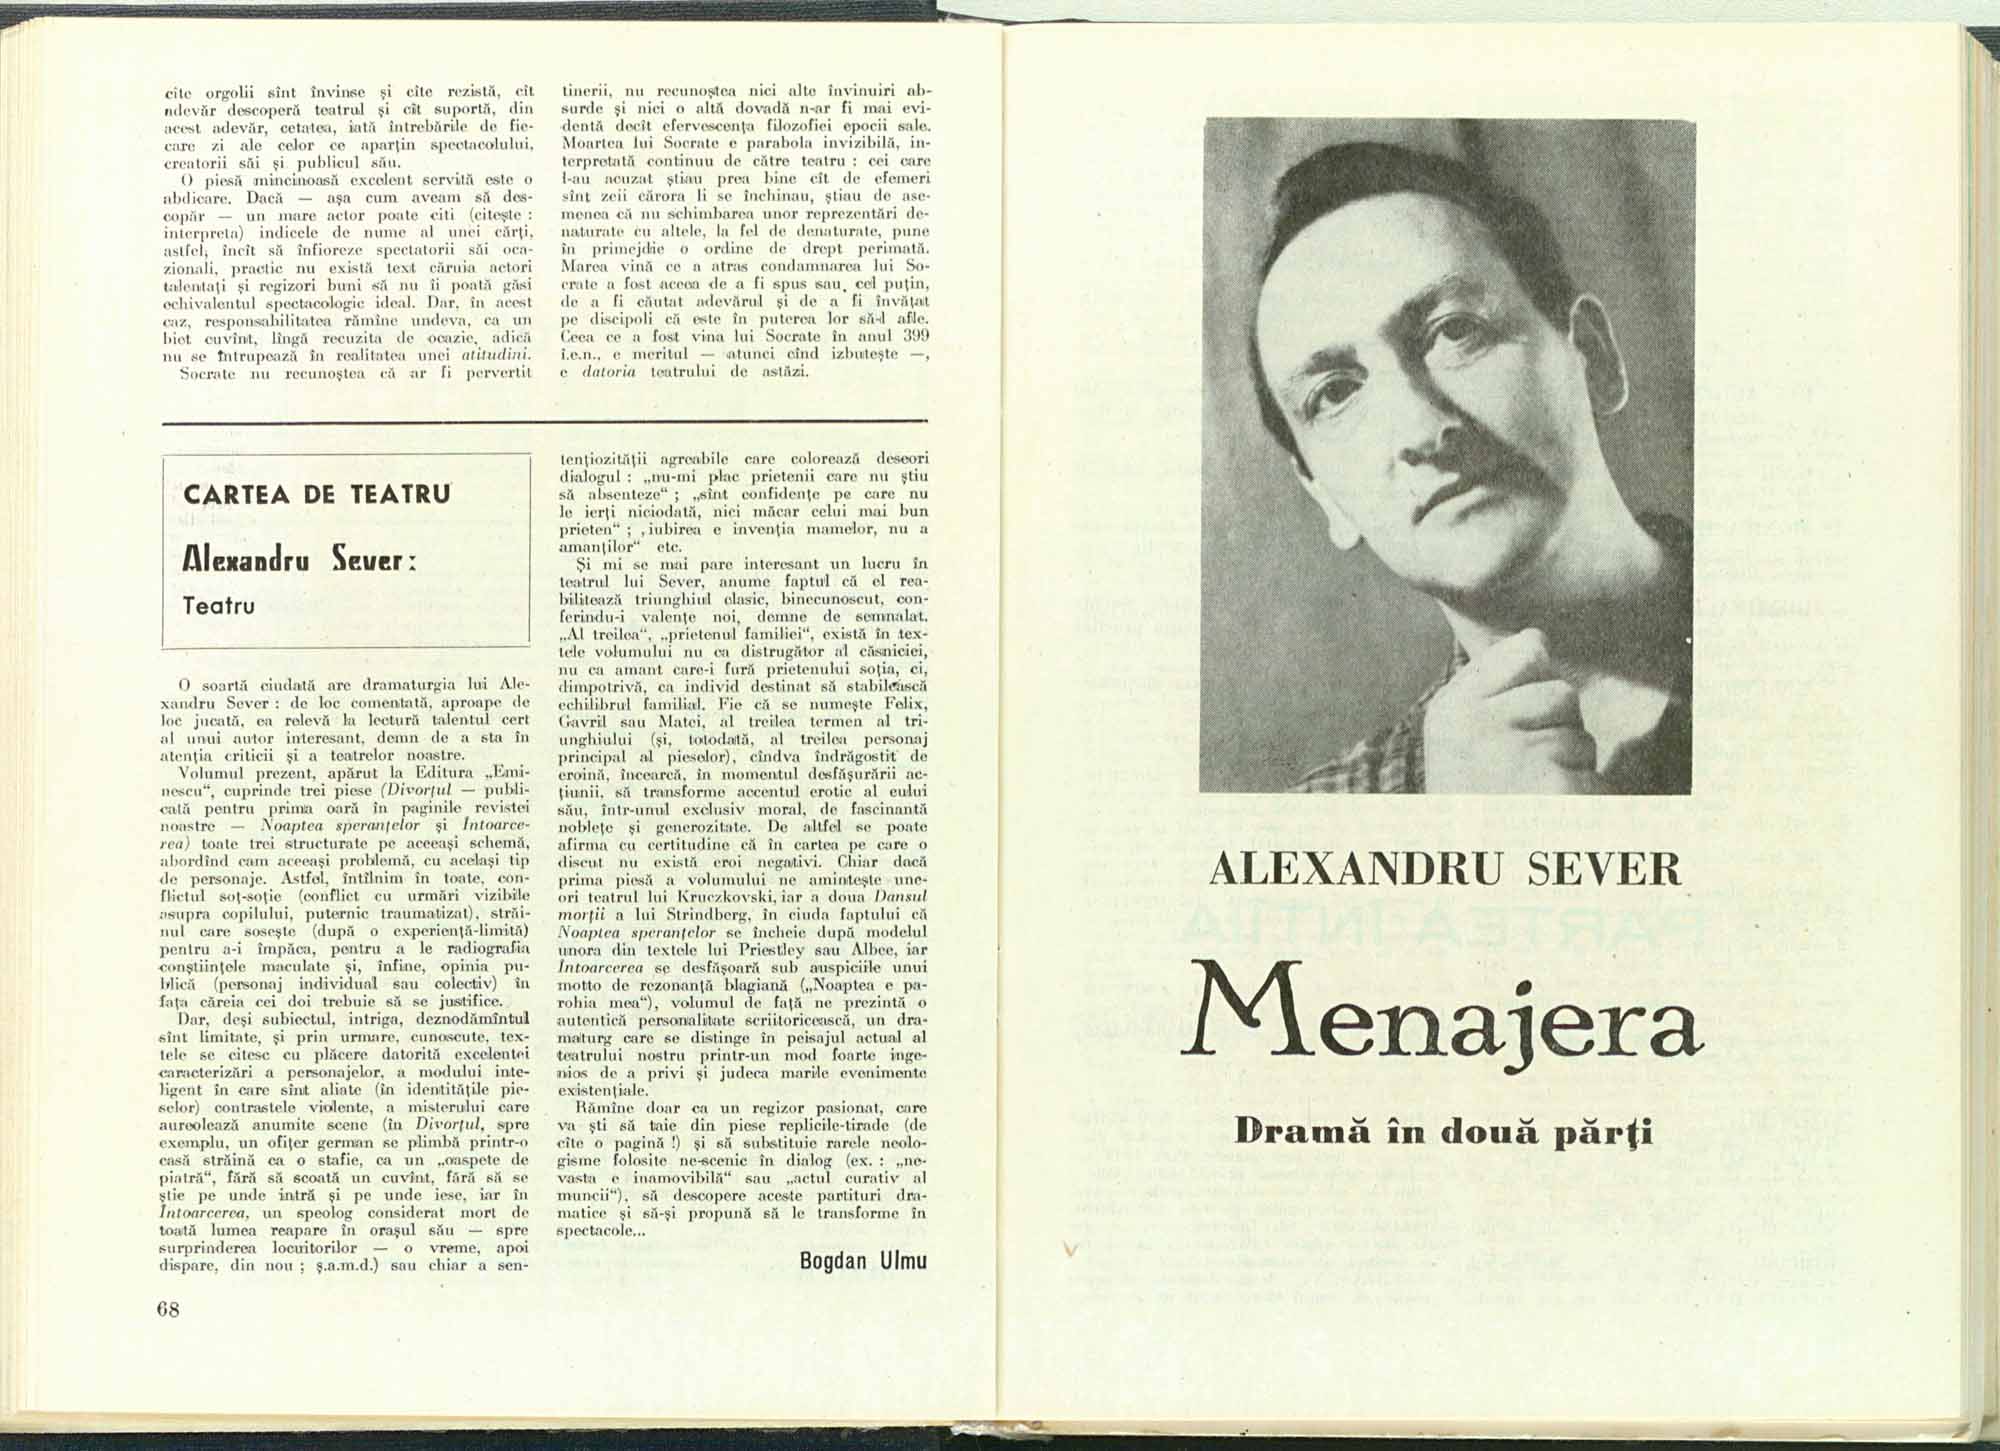 cîte orgolii sînt învinse și cîte rezistă, cît
adevăr descoperă teatrul și cît suportă, din
acest adevăr, cetatea, iată întrebările de fie-
care zi ale celor ce aparțin spectacolului,
creatorii săi și publicul său.
O piesă mincinoasă excelent servită este o
abdicare. Dacă — așa cum aveam să des-
copăr — un mare actor poate citi (citește :
interpreta) indicele de nume al unei cărți,
astfel, încît să înfioreze spectatorii săi oca-
zionali, practic nu există text căruia actori
talentați și regizori buni să nu îi poată găsi
echivalentul spectacologic ideal. Dar, în acest
caz, responsabilitatea rămîne undeva, ca un
biet cuvînt, lîngă recuzita de ocazie, adică
nu se întrupează în realitatea unei atitudini.
Socrate nu recunoștea că ar fi pervertit
tinerii, nu recunoștea nici alte învinuiri ab-
surde și nici o altă dovadă n-ar fi mai evi-
dentă decît efervescența filozofiei epocii sale.
Moartea lui Socrate e parabola invizibilă, in-
terpretată continuu de către teatru : cei care
l-au acuzat știau prea bine cît de efemeri
sînt zeii cărora li se închinau, știau de ase-
menea că nu schimbarea unor reprezentări de-
naturate cu altele, la fel de denaturate, pune
în primejdie o ordine de drept perimată.
Marea vină ce a atras condamnarea lui So-
crate a fost aceea de a fi spus sau, cel puțin,
de a fi căutat adevărul și de a fi învățat
pe discipoli că este în puterea lor să-l afle.
Ceea ce a fost vina lui Socrate în anul 399
î.e.n., e meritul — atunci cînd izbutește —,
e datoria teatrului de astăzi.
CARTEA DE TEATRU
Alexandru Sever:
Teatru
O soartă ciudată are dramaturgia lui Ale-
xandru Sever : de loc comentată, aproape de
loc jucată, ea relevă la lectură talentul cert
al unui autor interesant, demn de a sta în
atenția criticii și a teatrelor noastre.
Volumul prezent, apărut la Editura „Emi-
nescu“, cuprinde trei piese (Divorțul — publi-
cată pentru prima oară în paginile revistei
noastre — Noaptea speranțelor și Intoarce-
rea) toate trei structurate pe aceeași schemă,
abordînd cam aceeași problemă, cu același tip
de personaje. Astfel, întîlnim în toate, con-
flictul soț-soție (conflict cu urmări vizibile
asupra copilului, puternic traumatizat), străi-
nul care sosește (după o experiență-limită)
pentru a-i împăca, pentru a le radiografia
conștiințele maculate și, înfine, opinia pu-
blică (personaj individual sau colectiv) în
fața căreia cei doi trebuie să se justifice.
Dar, deși subiectul, intriga, deznodămîntul
sînt limitate, și prin urmare, cunoscute, tex-
tele se citesc cu plăcere datorită excelentei
caracterizări a personajelor, a modului inte-
ligent în care sînt aliate (în identitățile pie-
selor) contrastele violente, a misterului care
aureolează anumite scene (în Divorțul, spre
exemplu, un ofițer german se plimbă printr-o
casă străină ca o stafie, ca un „oaspete de
piatră“, fără să scoată un cuvînt, fără să se
știe pe unde intră și pe unde iese, iar în
Intoarcerea, un speolog considerat mort de
toată lumea reapare în orașul său — spre
surprinderea locuitorilor — o vreme, apoi
dispare, din nou ; ș.a.m.d.) sau chiar a sen-
tențiozității agreabile care colorează deseori
dialogul : „nu-mi plac prietenii care nu știu
să absenteze“ ; „sînt confidențe pe care nu
le ierți niciodată, nici măcar celui mai bun
prieten“ ; „iubirea e invenția mamelor, nu a
amanților“ etc.
Și mi se mai pare interesant un lucru în
teatrul lui Sever, anume faptul că el rea-
bilitează triunghiul clasic, binecunoscut, con-
ferindu-i valențe noi, demne de semnalat.
„Al treilea“, „prietenul familiei“, există în tex-
tele volumului nu ca distrugător al căsniciei,
nu ca amant care-i fură prietenului soția, ci,
dimpotrivă, ca individ destinat să stabilească
echilibrul familial. Fie că se numește Felix,
Gavril sau Matei, al treilea termen al tri-
unghiului (și, totodată, al treilea personaj
principal al pieselor), cîndva îndrăgostit de
eroină, încearcă, în momentul desfășurării ac-
țiunii, să transforme accentul erotic al eului
său, într-unul exclusiv moral, de fascinantă
noblețe și generozitate. De altfel se poate
afirma cu certitudine că în cartea pe care o
discut nu există eroi negativi. Chiar dacă
prima piesă a volumului ne amintește une-
ori teatrul lui Kruczkovski, iar a doua Dansul
morții a lui Strindberg, în ciuda faptului că
Noaptea speranțelor se încheie după modelul
unora din textele lui Priestley sau Albee, iar
Intoarcerea se desfășoară sub auspiciile unui
motto de rezonanță blagiană („Noaptea e pa-
rohia mea“), volumul de față ne prezintă o
autentică personalitate scriitoricească, un dra-
maturg care se distinge în peisajul actual al
teatrului nostru printr-un mod foarte inge-
nios de a privi și judeca marile evenimente
existențiale.
Rămîne doar ca un regizor pasionat, care
va ști să taie din piese replicile-tirade (de
cîte o pagină !) și să substituie rarele neolo-
gisme folosite ne-scenic în dialog (ex. : „ne-
vasta e inamovibilă“ sau „actul curativ al
muncii“), să descopere aceste partituri dra-
matice și să-și propună să le transforme în
spectacole...
Bogdan Ulmu
68
ALEXANDRU SEVER
Menajera
Dramă în două părți